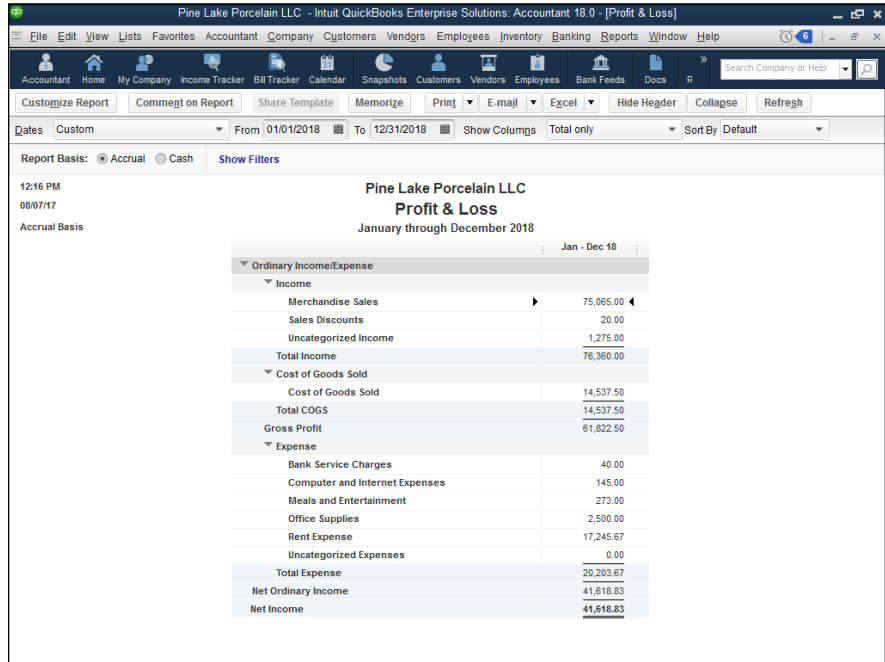 Pine Lake Porcelain LLC - Intuit QuickBooks Enterprise Solutions: Accountant 18.0 - [Profit & Loss]
File Edit View Lists Favorites Accountant Company Customers Vendors Employees Inventory Banking Reports Window Help 6
Accountant Home My Company Income Tracker Bill Tracker Calendar Snapshots Customers Vendors Employees Bank Feeds Docs R » Search Company or Help
Customize Report Comment on Report Share Template Memorize Print E-mail Excel Hide Header Collapse Refresh
Dates Custom From 01/01/2018 To 12/31/2018 Show Columns Total only Sort By Default
Report Basis: Accrual Cash Show Filters
12:16 PM
08/07/17
Accrual Basis
Pine Lake Porcelain LLC
Profit & Loss
January through December 2018
Jan - Dec 18
Ordinary Income/Expense
Income
Merchandise Sales 75,065.00
Sales Discounts 20.00
Uncategorized Income 1,275.00
Total Income 76,360.00
Cost of Goods Sold
Cost of Goods Sold 14,537.50
Total COGS 14,537.50
Gross Profit 61,822.50
Expense
Bank Service Charges 40.00
Computer and Internet Expenses 145.00
Meals and Entertainment 273.00
Office Supplies 2,500.00
Rent Expense 17,245.67
Uncategorized Expenses 0.00
Total Expense 20,203.67
Net Ordinary Income 41,618.83
Net Income 41,618.83